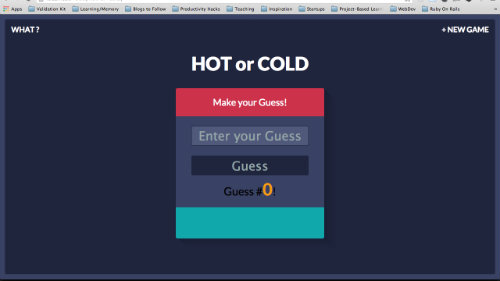 Apps Validation Kit Learning/Memory Blogs to Follow Productivity Hacks Teaching Inspiration Startups Project-Based Learn WebDev Ruby On Rails »
WHAT ? + NEW GAME
HOT or COLD
Make your Guess!
Enter your Guess
Guess
Guess #0!